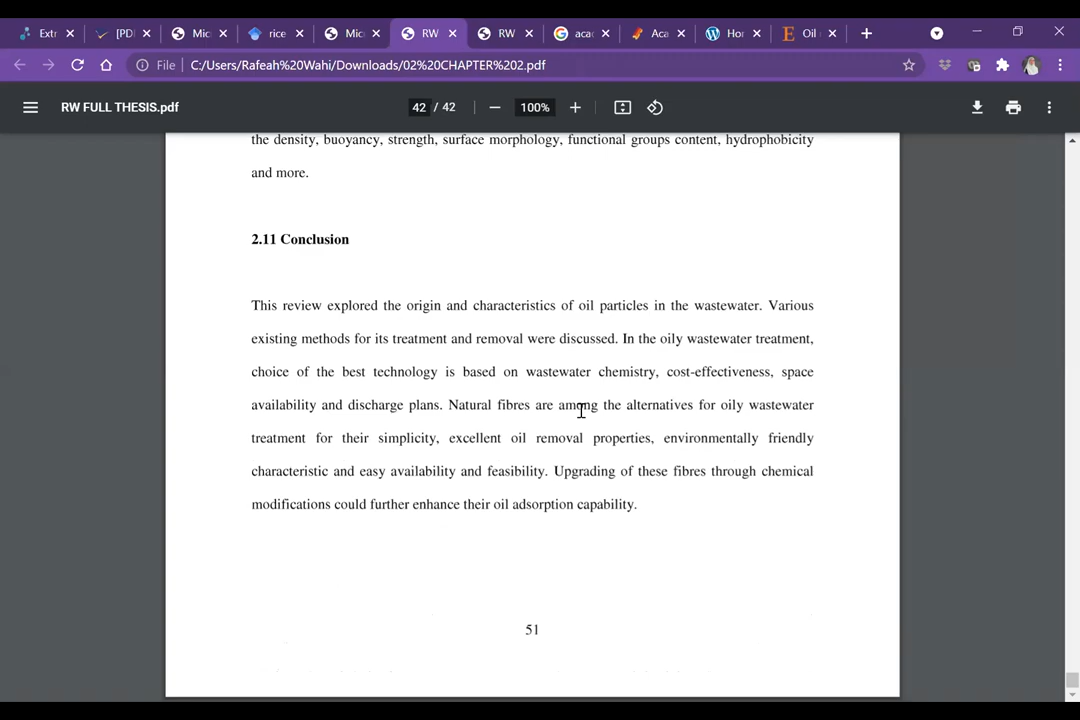 Extr
[PD
Mic
rice
Mic
RW
RW
acac
Aca
Hor
Oil
File
C:/Users/Rafeah%20Wahi/Downloads/02%20CHAPTER%202.pdf
RW FULL THESIS.pdf
42 / 42
100%
the density, buoyancy, strength, surface morphology, functional groups content, hydrophobicity
and more.
2.11 Conclusion
This review explored the origin and characteristics of oil particles in the wastewater. Various
existing methods for its treatment and removal were discussed. In the oily wastewater treatment,
choice of the best technology is based on wastewater chemistry, cost-effectiveness, space
availability and discharge plans. Natural fibres are among the alternatives for oily wastewater
treatment for their simplicity, excellent oil removal properties, environmentally friendly
characteristic and easy availability and feasibility. Upgrading of these fibres through chemical
modifications could further enhance their oil adsorption capability.
51